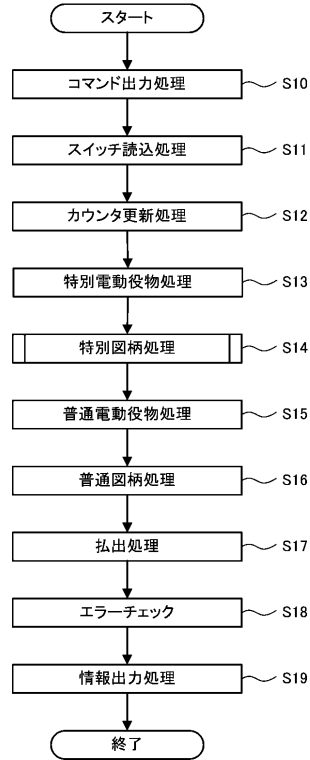 スタート
コマンド出力処理 S10
スイッチ読込処理 S11
カウンタ更新処理 S12
特別電動役物処理 S13
特別図柄処理 S14
普通電動役物処理 S15
普通図柄処理 S16
払出処理 S17
エラーチェック S18
情報出力処理 S19
終了